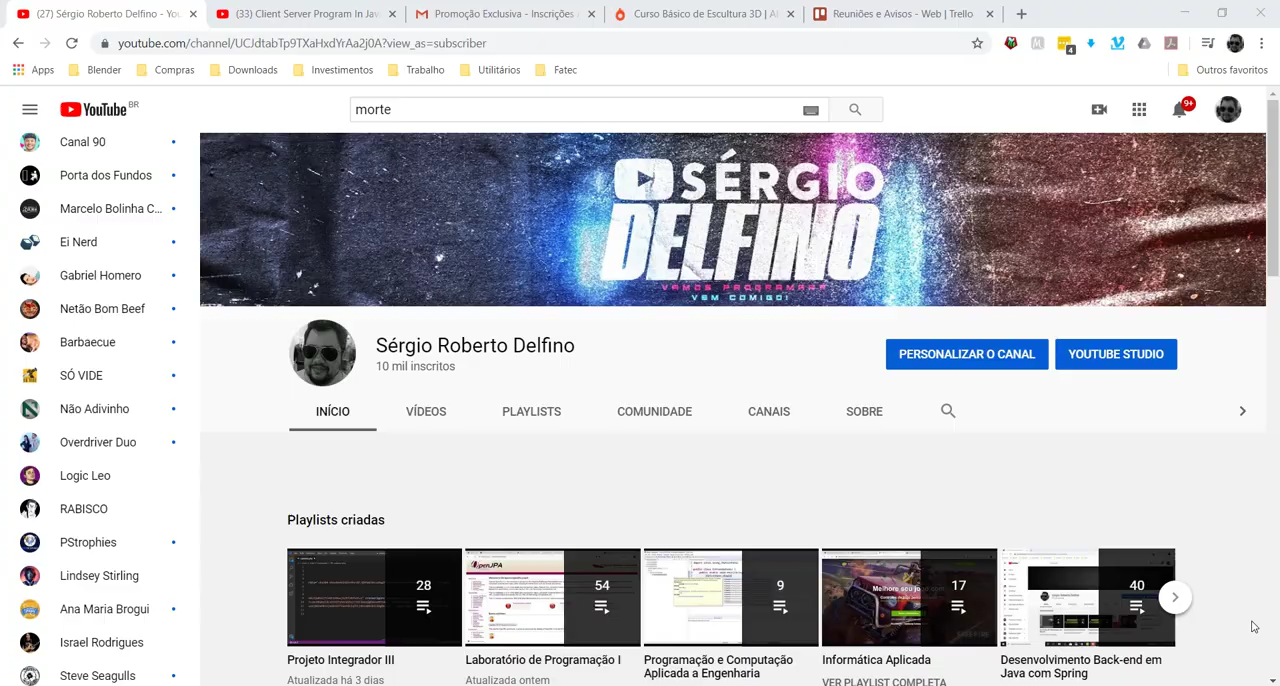 (27) Sérgio Roberto Delfino - You
(33) Client Server Program In Jav
Promoção Exclusiva - Inscrições
Curso Básico de Escultura 3D | A
Reuniões e Avisos - Web | Trello
youtube.com/channel/UCJdtabTp9TXaHxdYrAa2j0A?view_as=subscriber
4
Apps
Blender
Compras
Downloads
Investimentos
Trabalho
Utilitários
Fatec
Outros favoritos
YouTube BR
morte
9+
Canal 90
Porta dos Fundos
Marcelo Bolinha C...
Ei Nerd
Gabriel Homero
Netão Bom Beef
Barbaecue
SÓ VIDE
Não Adivinho
Overdriver Duo
Logic Leo
RABISCO
PStrophies
Lindsey Stirling
Ana Maria Brogui
Israel Rodrigues
Steve Seagulls
SÉRGIO
DELFINO
VAMOS PROGRAMAR?
VEM COMIGO!
Sérgio Roberto Delfino
10 mil inscritos
PERSONALIZAR O CANAL
YOUTUBE STUDIO
INÍCIO
VÍDEOS
PLAYLISTS
COMUNIDADE
CANAIS
SOBRE
Playlists criadas
28
54
9
17
40
Projeto Integrador III
Atualizada há 3 dias
Laboratório de Programação I
Atualizada ontem
Programação e Computação
Aplicada a Engenharia
Informática Aplicada
VER PLAYLIST COMPLETA
Desenvolvimento Back-end em
Java com Spring